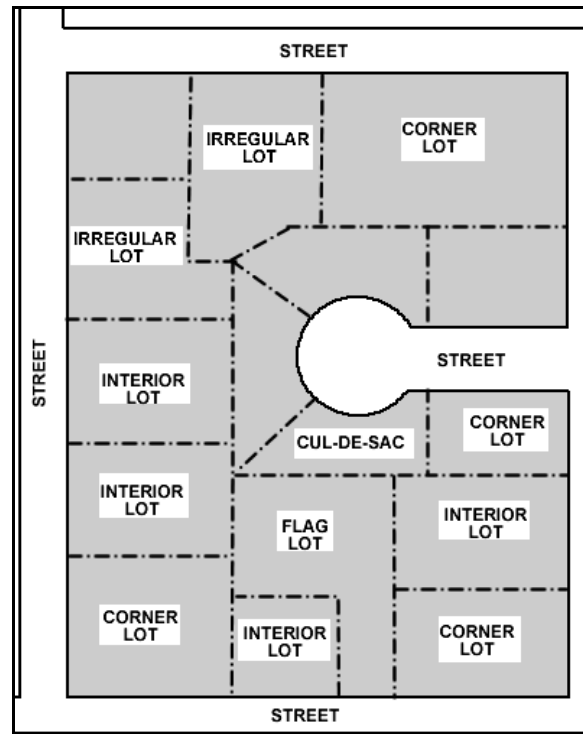 STREET
IRREGULAR
LOT
CORNER
LOT
IRREGULAR
LOT
STREET
STREET
INTERIOR
LOT
CORNER
LOT
CUL-DE-SAC
INTERIOR
LOT
FLAG
LOT
INTERIOR
LOT
CORNER
LOT
INTERIOR
LOT
CORNER
LOT
STREET